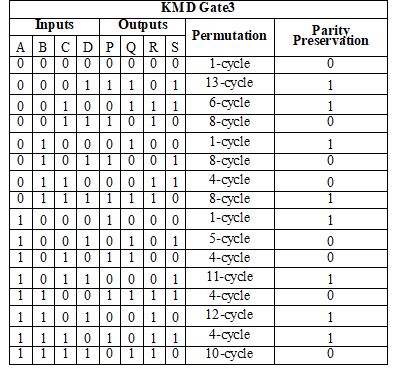 KMD Gate3
Inputs Outputs Permutation Parity Preservation
A B C D P Q R S
0 0 0 0 0 0 0 0 1-cycle 0
0 0 0 1 1 1 0 1 13-cycle 1
0 0 1 0 0 1 1 1 6-cycle 1
0 0 1 1 1 0 1 0 8-cycle 0
0 1 0 0 0 1 0 0 1-cycle 1
0 1 0 1 1 0 0 1 8-cycle 0
0 1 1 0 0 0 1 1 4-cycle 0
0 1 1 1 1 1 1 0 8-cycle 1
1 0 0 0 1 0 0 0 1-cycle 1
1 0 0 1 0 1 0 1 5-cycle 0
1 0 1 0 1 1 0 0 4-cycle 0
1 0 1 1 0 0 0 1 11-cycle 1
1 1 0 0 1 1 1 1 4-cycle 0
1 1 0 1 0 0 1 0 12-cycle 1
1 1 1 0 1 0 1 1 4-cycle 1
1 1 1 1 0 1 1 0 10-cycle 0